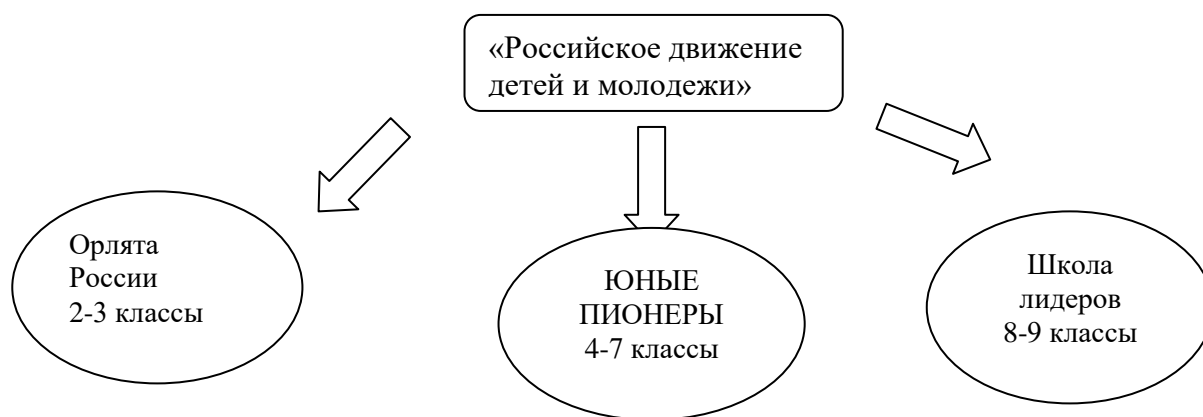 «Российское движение
детей и молодежи»
Орлята
России
2-3 классы
ЮНЫЕ
ПИОНЕРЫ
4-7 классы
Школа
лидеров
8-9 классы